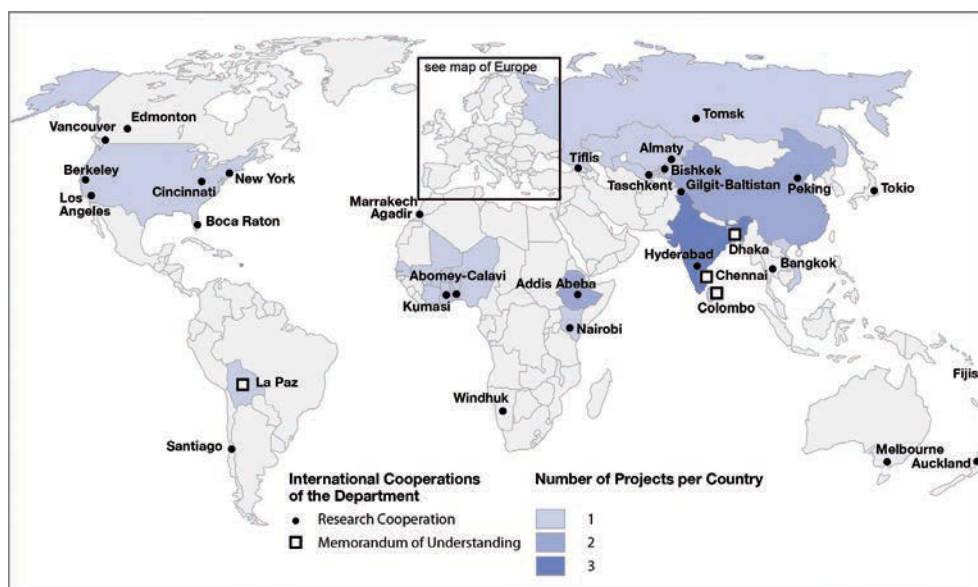 see map of Europe
Edmonton
Vancouver
Tomsk
Berkeley
New York
Cincinnati
Los
Angeles
Boca Raton
Almaty
Tiflis
Bishkek
Taschkent
Gilgit-Baltistan
Peking
Tokio
Marrakech
Agadir
Dhaka
Hyderabad
Bangkok
Chennai
Colombo
Abomey-Calavi
Kumasi
Addis Abeba
Nairobi
Fijis
La Paz
Windhuk
Santiago
Melbourne
Auckland
International Cooperations
of the Department
Research Cooperation
Memorandum of Understanding
Number of Projects per Country
1
2
3